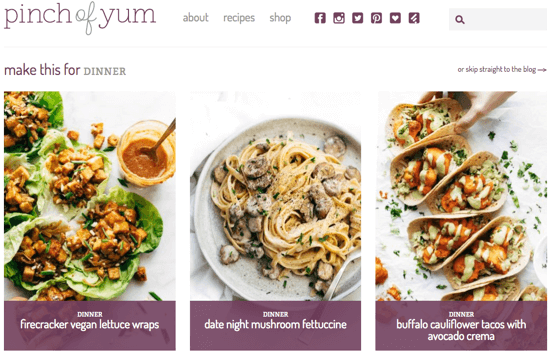 pinch of yum
about recipes shop
make this for DINNER
or skip straight to the blog
DINNER
firecracker vegan lettuce wraps
DINNER
date night mushroom fettuccine
DINNER
buffalo cauliflower tacos with
avocado crema